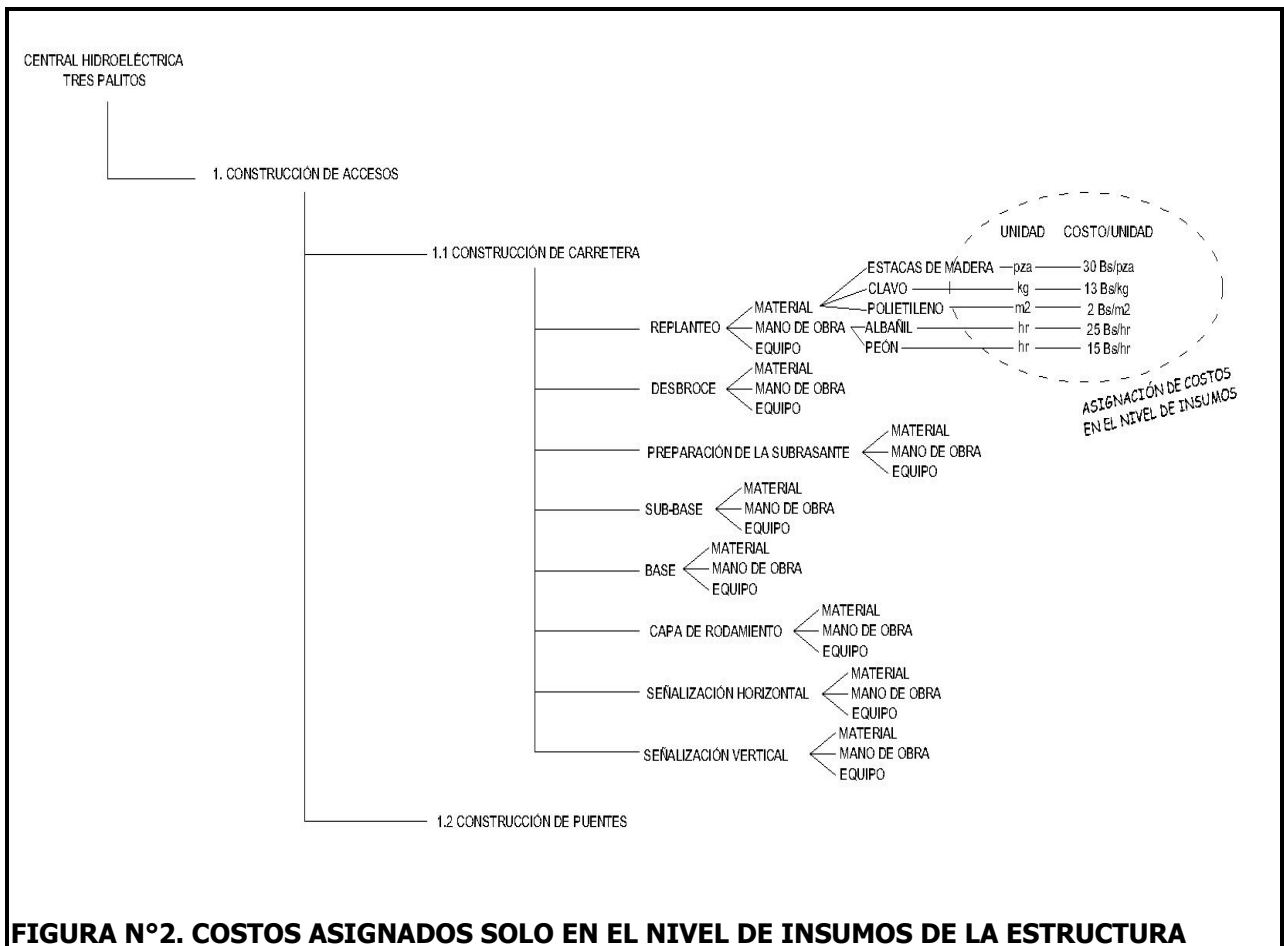 CENTRAL HIDROELÉCTRICA
TRES PALITOS
1. CONSTRUCCIÓN DE ACCESOS
1.1 CONSTRUCCIÓN DE CARRETERA
UNIDAD COSTO/UNIDAD
ESTACAS DE MADERA pza 30 Bs/pza
CLAVO kg 13 Bs/kg
MATERIAL POLIETILENO m2 2 Bs/m2
REPLANTEO MANO DE OBRA ALBAÑIL hr 25 Bs/hr
EQUIPO PEÓN hr 15 Bs/hr
ASIGNACIÓN DE COSTOS
EN EL NIVEL DE INSUMOS
MATERIAL
DESBROCE MANO DE OBRA
EQUIPO
MATERIAL
PREPARACIÓN DE LA SUBRASANTE MANO DE OBRA
EQUIPO
MATERIAL
SUB-BASE MANO DE OBRA
EQUIPO
MATERIAL
BASE MANO DE OBRA
EQUIPO
MATERIAL
CAPA DE RODAMIENTO MANO DE OBRA
EQUIPO
MATERIAL
SEÑALIZACIÓN HORIZONTAL MANO DE OBRA
EQUIPO
MATERIAL
SEÑALIZACIÓN VERTICAL MANO DE OBRA
EQUIPO
1.2 CONSTRUCCIÓN DE PUENTES
FIGURA N°2. COSTOS ASIGNADOS SOLO EN EL NIVEL DE INSUMOS DE LA ESTRUCTURA